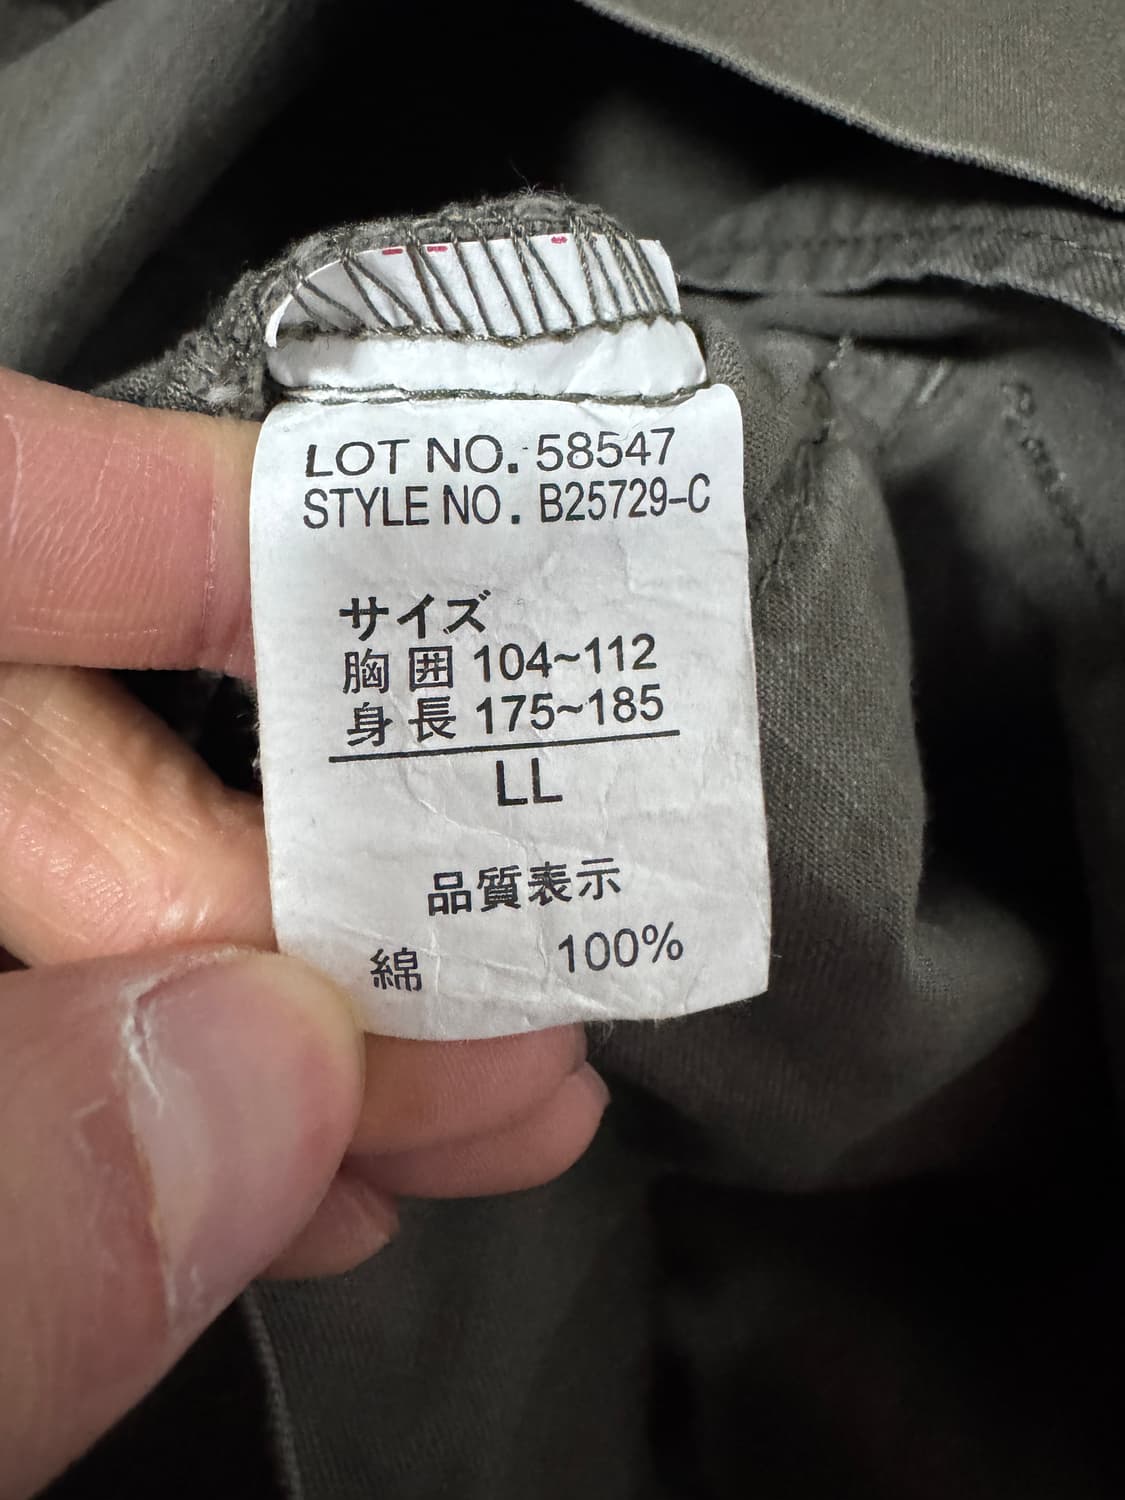 LOT NO. 58547
STYLE NO. B25729-C
サイズ
胸囲 104~112
身長 175~185
LL
品質表示
綿 100%